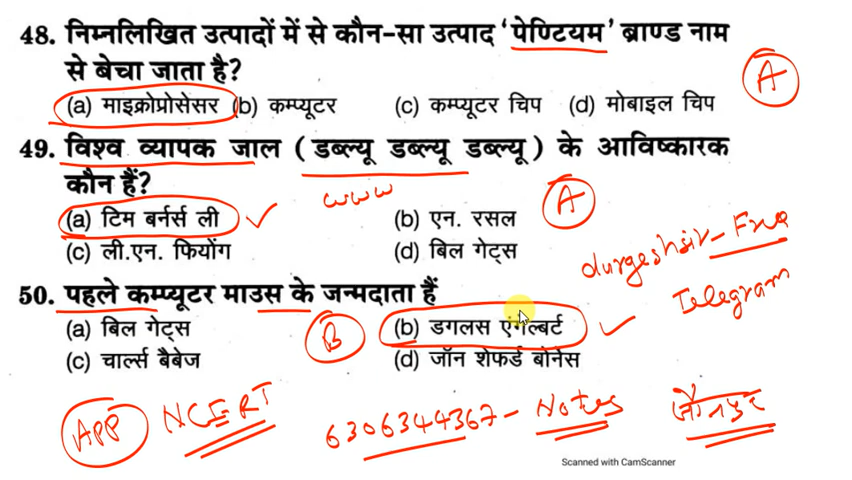 48. निम्नलिखित उत्पादों में से कौन-सा उत्पाद ‘पेण्टियम’ ब्राण्ड नाम
से बेचा जाता है?
A
(a) माइक्रोप्रोसेसर (b) कम्प्यूटर (c) कम्प्यूटर चिप (d) मोबाइल चिप
49. विश्व व्यापक जाल (डब्ल्यू डब्ल्यू डब्ल्यू) के आविष्कारक
कौन हैं?
www
A
(a) टिम बर्नर्स ली (b) एन. रसल
(c) ली.एन. फियोंग (d) बिल गेट्स
durgeshsir - Free
Telegram
50. पहले कम्प्यूटर माउस के जन्मदाता हैं
(a) बिल गेट्स (b) डगलस एंगेल्बर्ट
B
(c) चार्ल्स बैबेज (d) जॉन शेफर्ड बोर्नेस
APP NCERT 6306344367 - Notes जौनपुर
Scanned with CamScanner